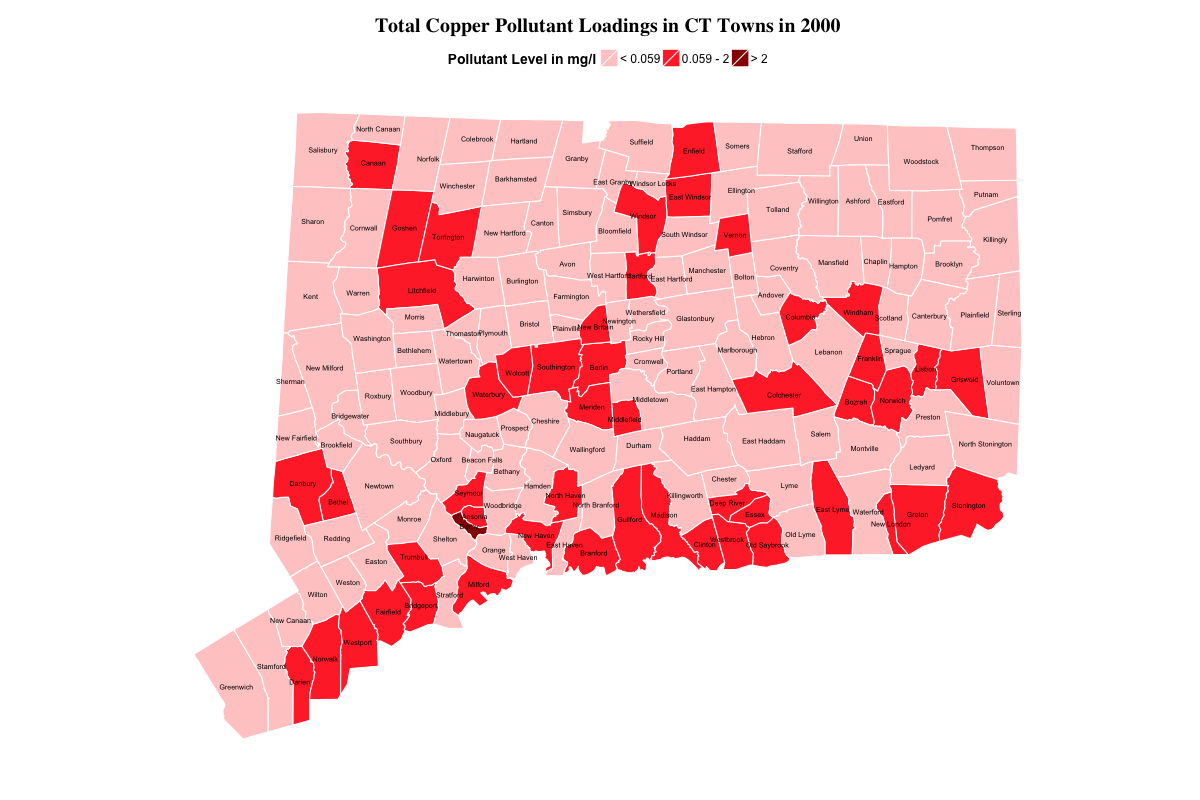 Total Copper Pollutant Loadings in CT Towns in 2000
Pollutant Level in mg/l < 0.059 0.059 - 2 > 2
North Canaan
Colebrook
Hartland
Salisbury
Canaan
Norfolk
Granby
Suffield
Enfield
Somers
Stafford
Union
Woodstock
Thompson
Winchester
Barkhamsted
East Granby
Windsor Locks
East Windsor
Ellington
Tolland
Willington
Ashford
Eastford
Putnam
Pomfret
Killingly
Sharon
Cornwall
Goshen
Torrington
New Hartford
Canton
Simsbury
Bloomfield
Windsor
South Windsor
Vernon
Kent
Warren
Litchfield
Harwinton
Burlington
Avon
Farmington
West Hartford
Hartford
East Hartford
Manchester
Bolton
Coventry
Mansfield
Chaplin
Hampton
Brooklyn
Andover
Morris
Thomaston
Plymouth
Bristol
Plainville
New Britain
Newington
Wethersfield
Glastonbury
Rocky Hill
Hebron
Columbia
Windham
Scotland
Canterbury
Plainfield
Sterling
Washington
Bethleham
Watertown
New Milford
Sherman
Roxbury
Woodbury
Wolcott
Southington
Berlin
Cromwell
Portland
Marlborough
Lebanon
Franklin
Sprague
Lisbon
Griswold
Voluntown
Waterbury
Middlebury
Bridgewater
Meriden
Middletown
Middlefield
East Hampton
Colchester
Bozrah
Norwich
Preston
New Fairfield
Brookfield
Southbury
Naugatuck
Prospect
Cheshire
Wallingford
Durham
Haddam
East Haddam
Salem
Montville
Ledyard
North Stonington
Oxford
Beacon Falls
Bethany
Danbury
Bethel
Newtown
Seymour
Woodbridge
Hamden
North Haven
North Branford
Guilford
Madison
Killingworth
Chester
Deep River
Essex
Lyme
East Lyme
Waterford
New London
Groton
Stonington
Ridgefield
Redding
Monroe
Shelton
Ansonia
Orange
West Haven
New Haven
East Haven
Branford
Clinton
Westbrook
Old Saybrook
Old Lyme
Easton
Trumbull
Weston
Wilton
Stratford
Milford
Fairfield
Bridgeport
New Canaan
Westport
Norwalk
Stamford
Darien
Greenwich